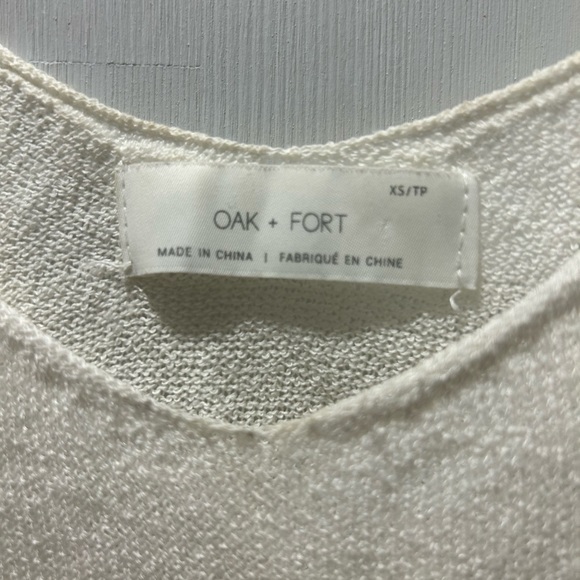 XS/TP
OAK + FORT
MADE IN CHINA | FABRIQUÉ EN CHINE